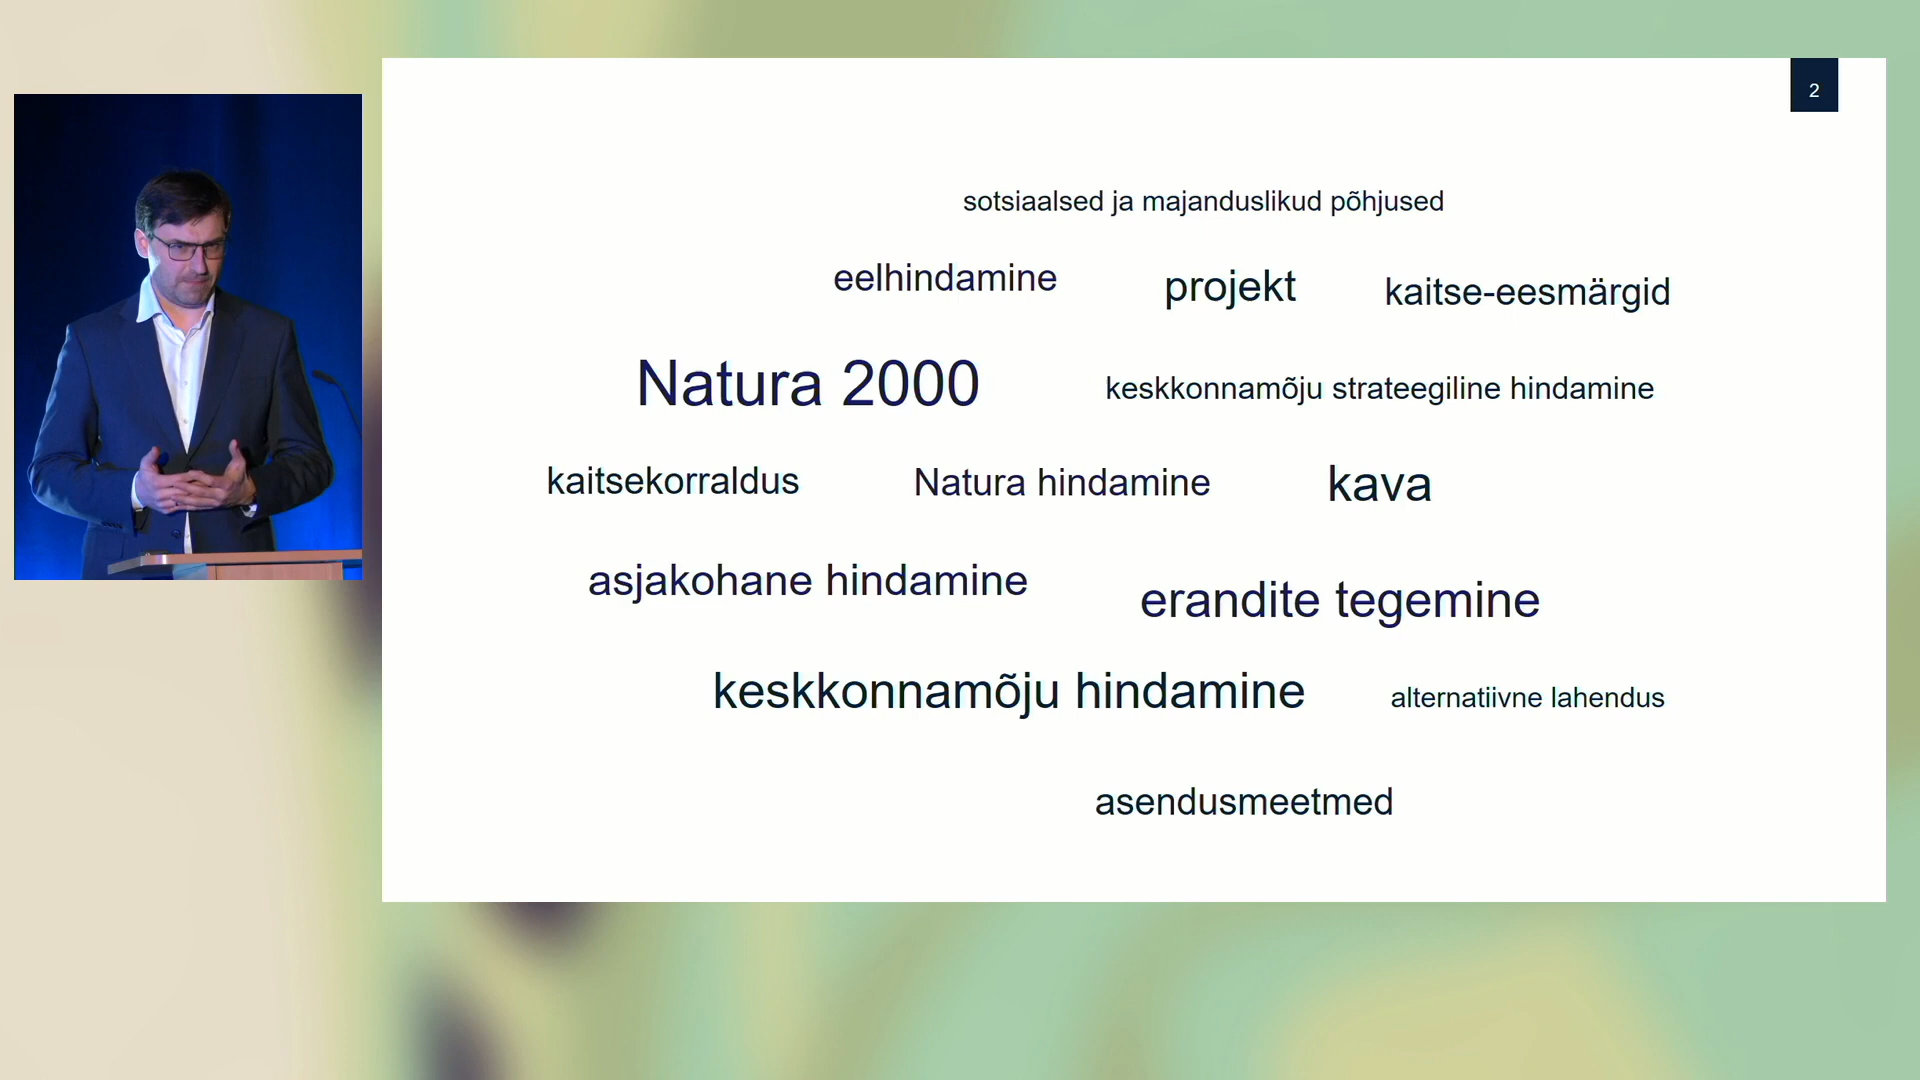 2
sotsiaalsed ja majanduslikud põhjused
eelhindamine
projekt
kaitse-eesmärgid
Natura 2000
keskkonnamõju strateegiline hindamine
kaitsekorraldus
Natura hindamine
kava
asjakohane hindamine
erandite tegemine
keskkonnamõju hindamine
alternatiivne lahendus
asendusmeetmed